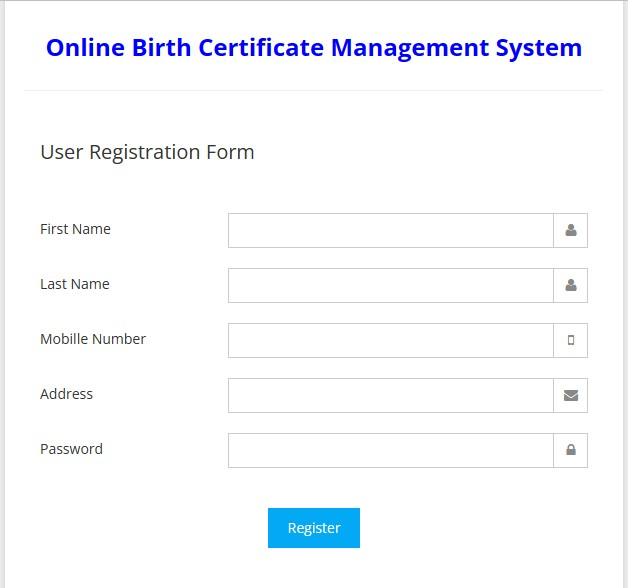 Online Birth Certificate Management System
User Registration Form
First Name
Last Name
Mobille Number
Address
Password
Register